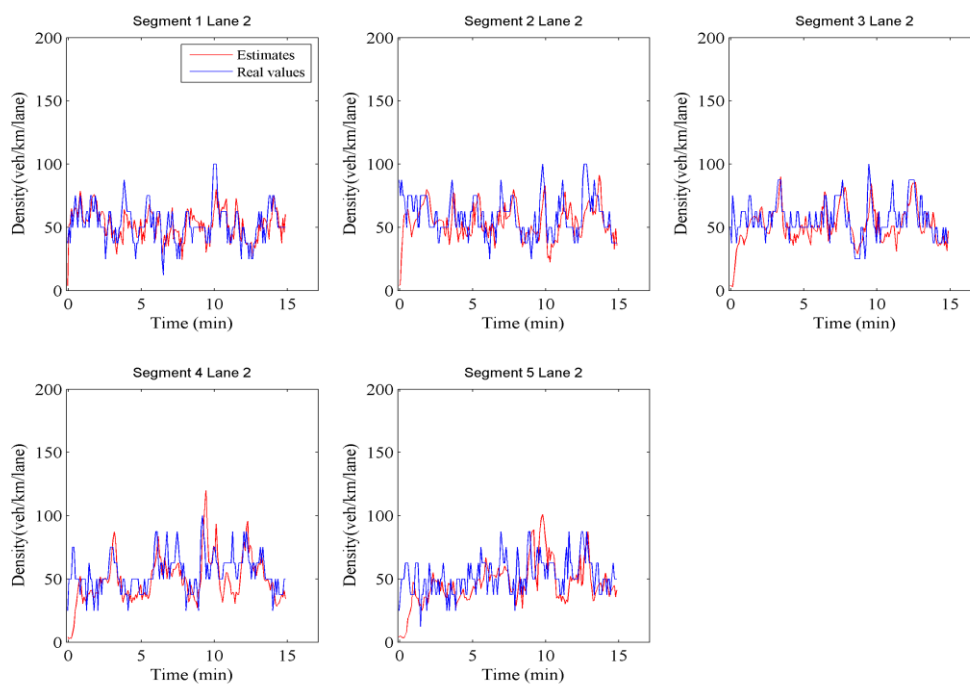 Segment 1 Lane 2
Segment 2 Lane 2
Segment 3 Lane 2
200
150
100
50
0
Density(veh/km/lane)
Estimates
Real values
0 5 10 15
Time (min)
200
150
100
50
0
Density(veh/km/lane)
0 5 10 15
Time (min)
200
150
100
50
0
Density(veh/km/lane)
0 5 10 15
Time (min)
Segment 4 Lane 2
Segment 5 Lane 2
200
150
100
50
0
Density(veh/km/lane)
0 5 10 15
Time (min)
200
150
100
50
0
Density(veh/km/lane)
0 5 10 15
Time (min)